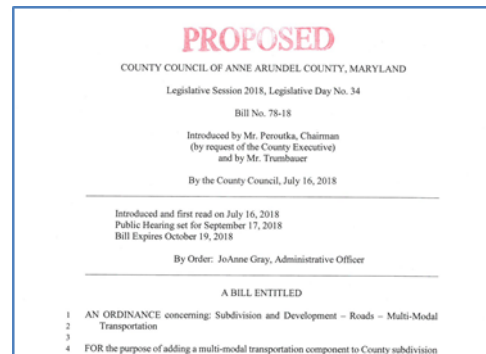 PROPOSED
COUNTY COUNCIL OF ANNE ARUNDEL COUNTY, MARYLAND
Legislative Session 2018, Legislative Day No. 34
Bill No. 78-18
Introduced by Mr. Peroutka, Chairman
(by request of the County Executive)
and by Mr. Trumbauer
By the County Council, July 16, 2018
Introduced and first read on July 16, 2018
Public Hearing set for September 17, 2018
Bill Expires October 19, 2018
By Order: JoAnne Gray, Administrative Officer
A BILL ENTITLED
1 AN ORDINANCE concerning: Subdivision and Development – Roads – Multi-Modal
2 Transportation
3
4 FOR the purpose of adding a multi-modal transportation component to County subdivision